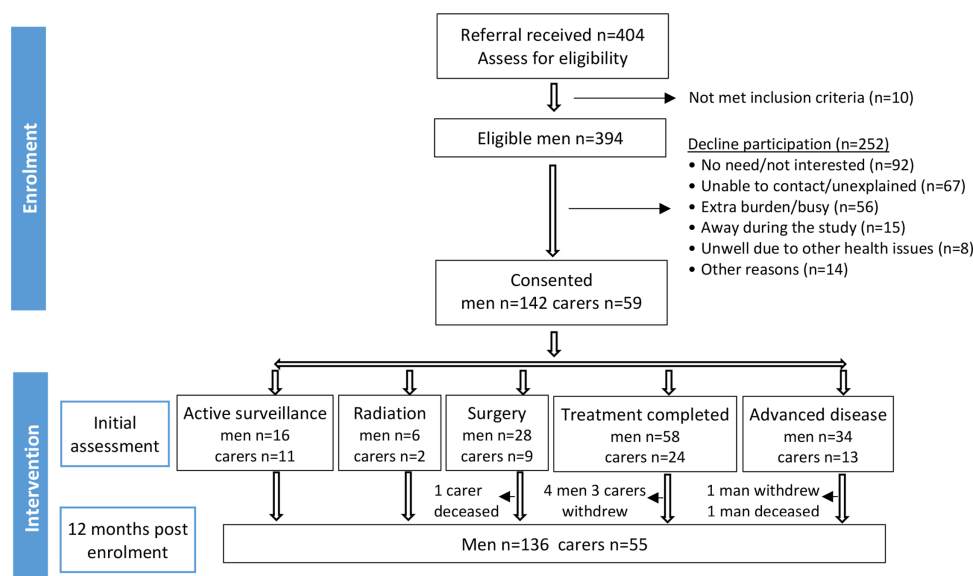 Enrolment
Referral received n=404
Assess for eligibility
Not met inclusion criteria (n=10)
Eligible men n=394
Decline participation (n=252)
• No need/not interested (n=92)
• Unable to contact/unexplained (n=67)
• Extra burden/busy (n=56)
• Away during the study (n=15)
• Unwell due to other health issues (n=8)
• Other reasons (n=14)
Consented
men n=142 carers n=59
Intervention
Initial
assessment
Active surveillance
men n=16
carers n=11
Radiation
men n=6
carers n=2
Surgery
men n=28
carers n=9
Treatment completed
men n=58
carers n=24
Advanced disease
men n=34
carers n=13
1 carer
deceased
4 men 3 carers
withdrew
1 man withdrew
1 man deceased
12 months post
enrolment
Men n=136 carers n=55